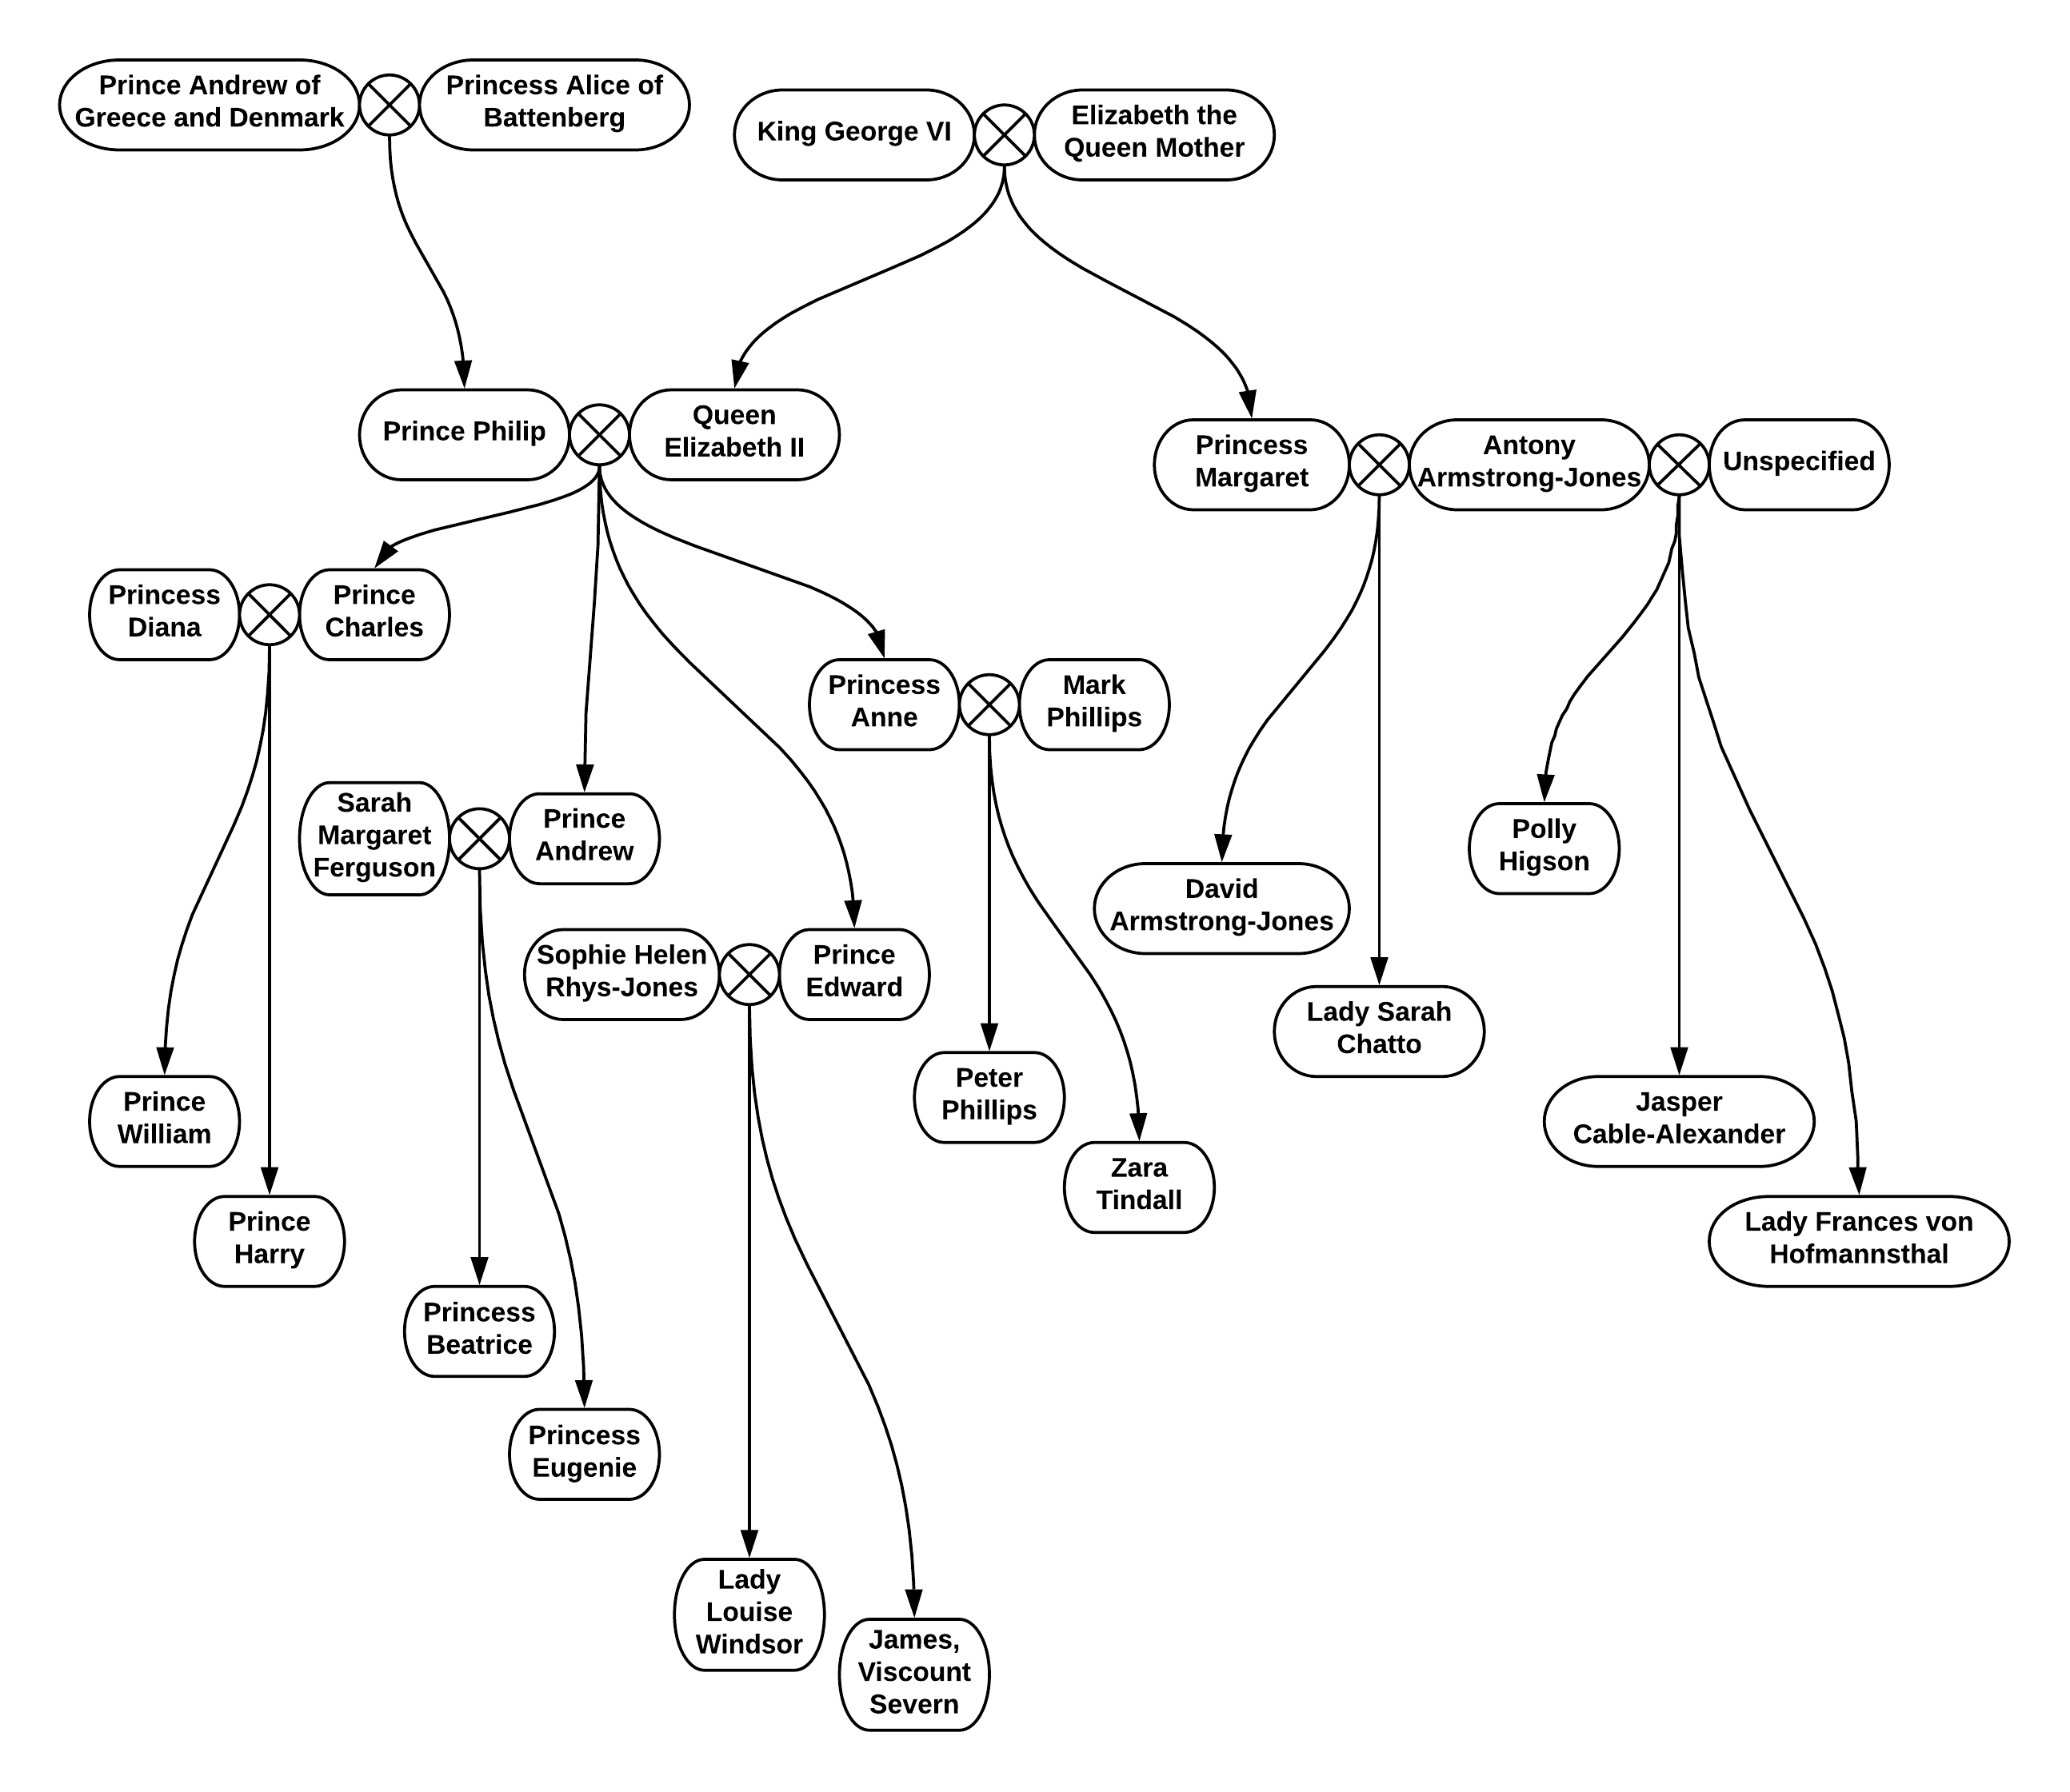 Prince Andrew of
Greece and Denmark
Princess Alice of
Battenberg
King George VI
Elizabeth the
Queen Mother
Prince Philip
Queen
Elizabeth II
Princess
Margaret
Antony
Armstrong-Jones
Unspecified
Princess
Diana
Prince
Charles
Princess
Anne
Mark
Phillips
Sarah
Margaret
Ferguson
Prince
Andrew
Polly
Higson
David
Armstrong-Jones
Sophie Helen
Rhys-Jones
Prince
Edward
Lady Sarah
Chatto
Peter
Phillips
Prince
William
Jasper
Cable-Alexander
Zara
Tindall
Prince
Harry
Lady Frances von
Hofmannsthal
Princess
Beatrice
Princess
Eugenie
Lady
Louise
Windsor
James,
Viscount
Severn